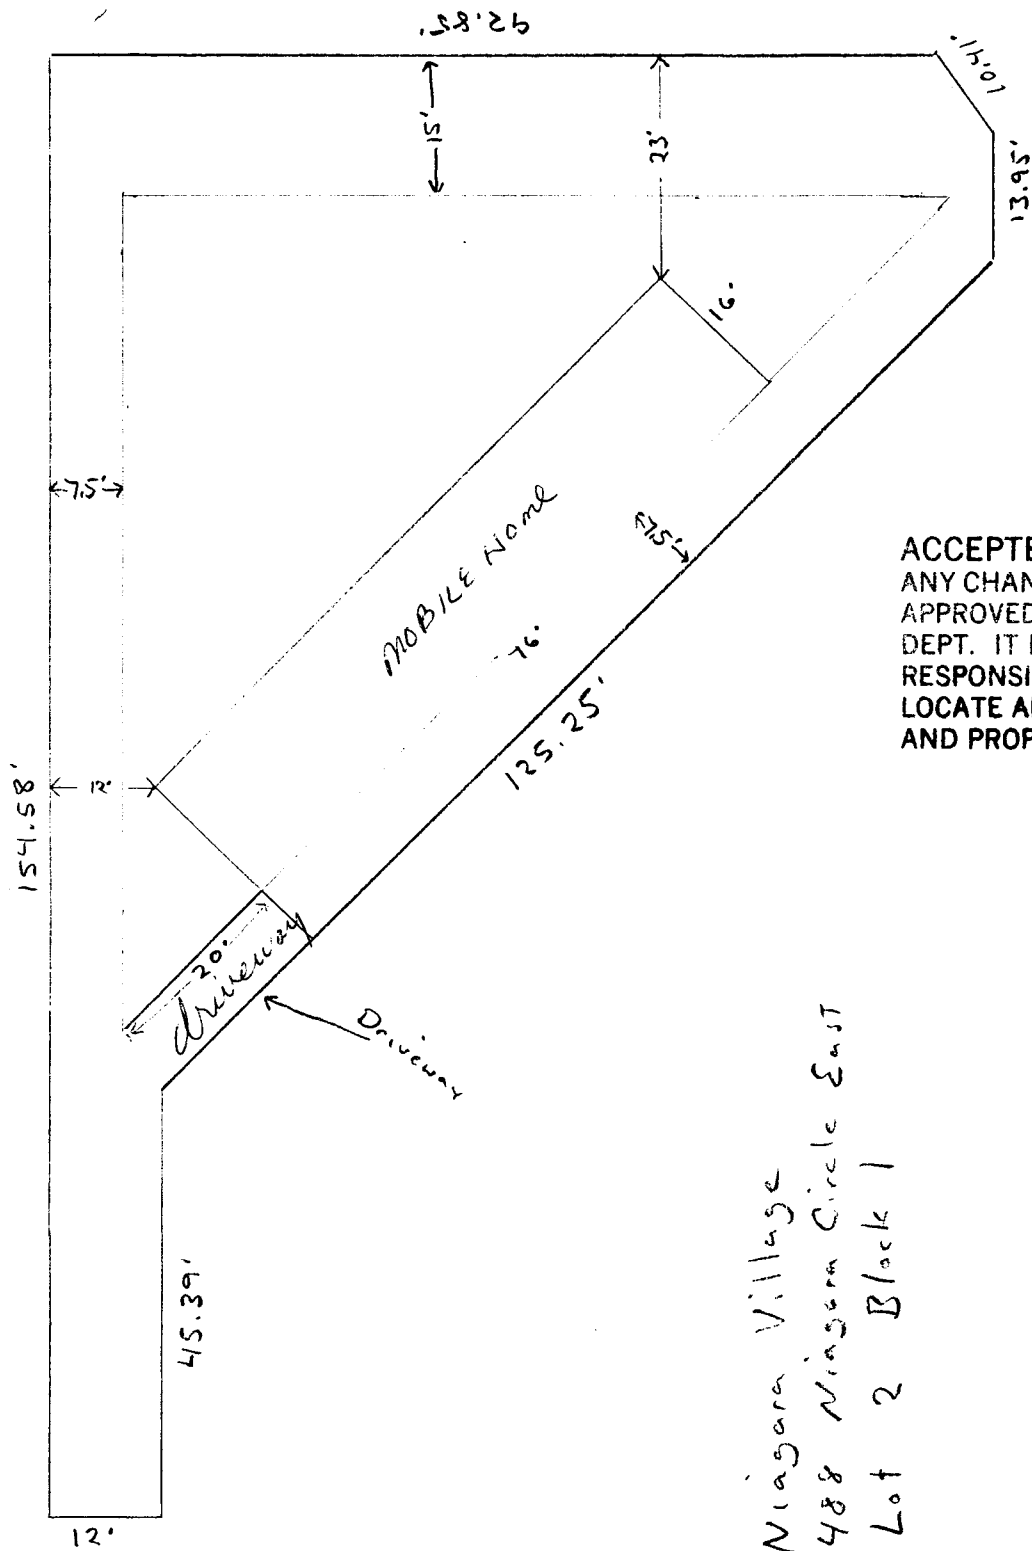 92.85'
10.41'
15'
23'
13.95'
16'
7.5'
MOBILE HOME
7.5'
76'
125.25'
154.58'
12'
20'
driveway
Driveway
45.39'
12'
ACCEPTE
ANY CHAN
APPROVED
DEPT. IT
RESPONSI
LOCATE A
AND PROP
Niagara Village
488 Niagara Circle East
Lot 2 Block 1